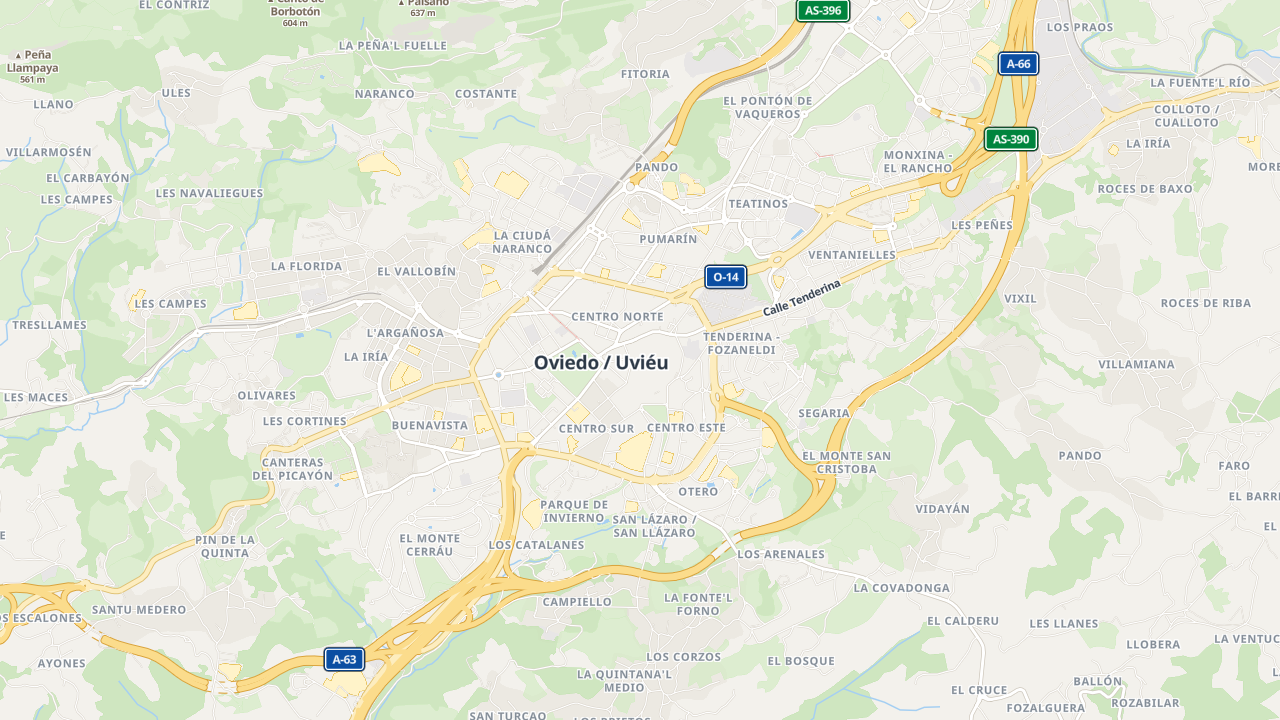 EL CONTRIZ
Canto de
Borbotón
604 m
Paisano
637 m
AS-396
LOS PRAOS
LA PEÑA'L FUELLE
Peña
Llampaya
561 m
FITORIA
A-66
LA FUENTE'L RÍO
LLANO
ULES
NARANCO
COSTANTE
EL PONTÓN DE
VAQUEROS
COLLOTO /
CUALLOTO
AS-390
LA IRÍA
VILLARMOSÉN
MONXINA -
EL RANCHO
PANDO
EL CARBAYÓN
LES CAMPES
LES NAVALIEGUES
ROCES DE BAXO
TEATINOS
LES PEÑES
LA CIUDÁ
NARANCO
PUMARÍN
VENTANIELLES
LA FLORIDA
EL VALLOBÍN
O-14
Calle Tenderina
LES CAMPES
VIXIL
ROCES DE RIBA
TRESLLAMES
CENTRO NORTE
L'ARGAÑOSA
TENDERINA -
FOZANELDI
LA IRÍA
Oviedo / Uviéu
VILLAMIANA
LES MACES
OLIVARES
LES CORTINES
BUENAVISTA
CENTRO SUR
CENTRO ESTE
SEGARIA
CANTERAS
DEL PICAYÓN
EL MONTE SAN
CRISTOBA
PANDO
FARO
OTERO
PARQUE DE
INVIERNO
SAN LÁZARO /
SAN LLÁZARO
VIDAYÁN
PIN DE LA
QUINTA
EL MONTE
CERRÁU
LOS CATALANES
LOS ARENALES
LA COVADONGA
SANTU MEDERO
CAMPIELLO
LA FONTE'L
FORNO
EL CALDERU
LES LLANES
LLOBERA
A-63
AYONES
LOS CORZOS
EL BOSQUE
LA QUINTANA'L
MEDIO
EL CRUCE
BALLÓN
FOZALGUERA
ROZABILAR
SAN TURCAO